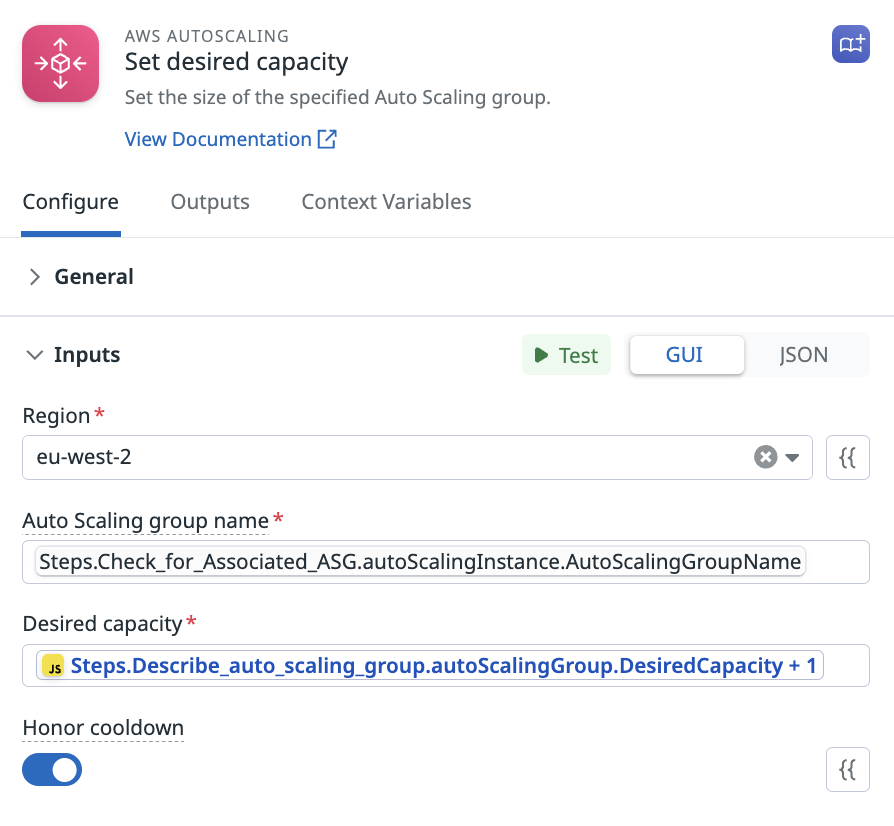 AWS AUTOSCALING
Set desired capacity
Set the size of the specified Auto Scaling group.
View Documentation
Configure Outputs Context Variables
General
Inputs Test GUI JSON
Region*
eu-west-2 {{
Auto Scaling group name*
Steps.Check_for_Associated_ASG.autoScalingInstance.AutoScalingGroupName
Desired capacity*
JS Steps.Describe_auto_scaling_group.autoScalingGroup.DesiredCapacity + 1
Honor cooldown
{{